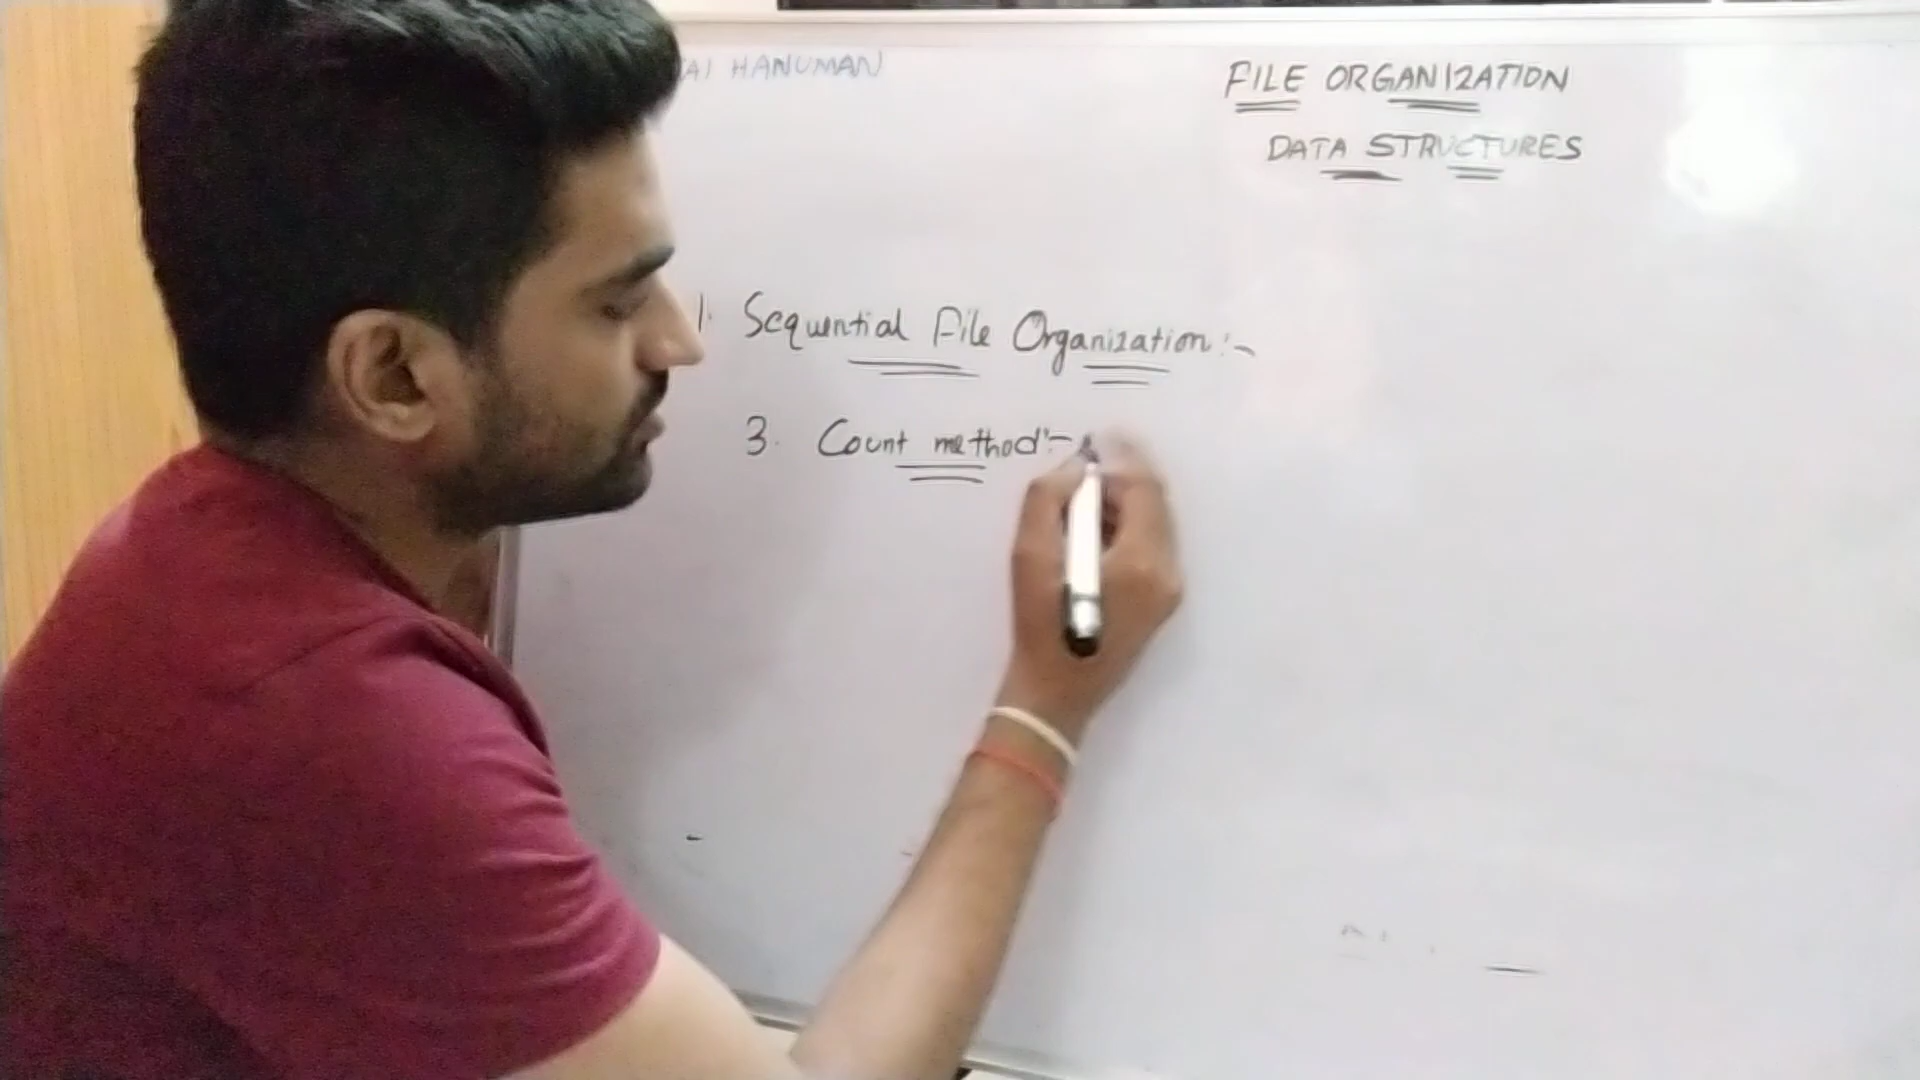 HANUMAN
FILE ORGANIZATION
DATA STRUCTURES
1. Sequential File Organization:-
3. Count method:-